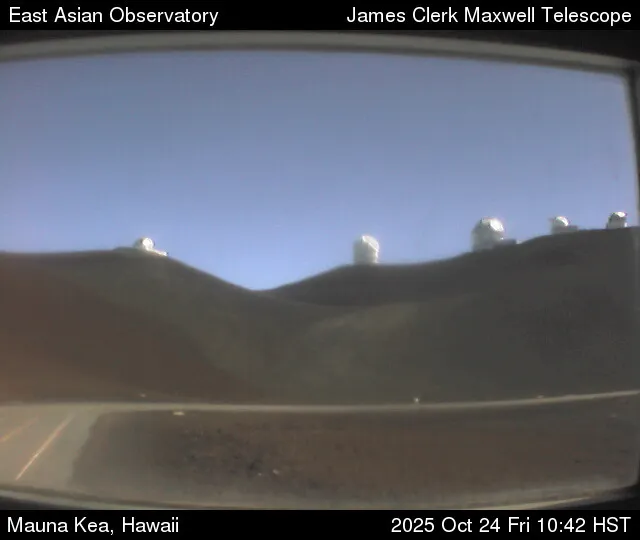 East Asian Observatory
James Clerk Maxwell Telescope
Mauna Kea, Hawaii
2025 Oct 24 Fri 10:42 HST